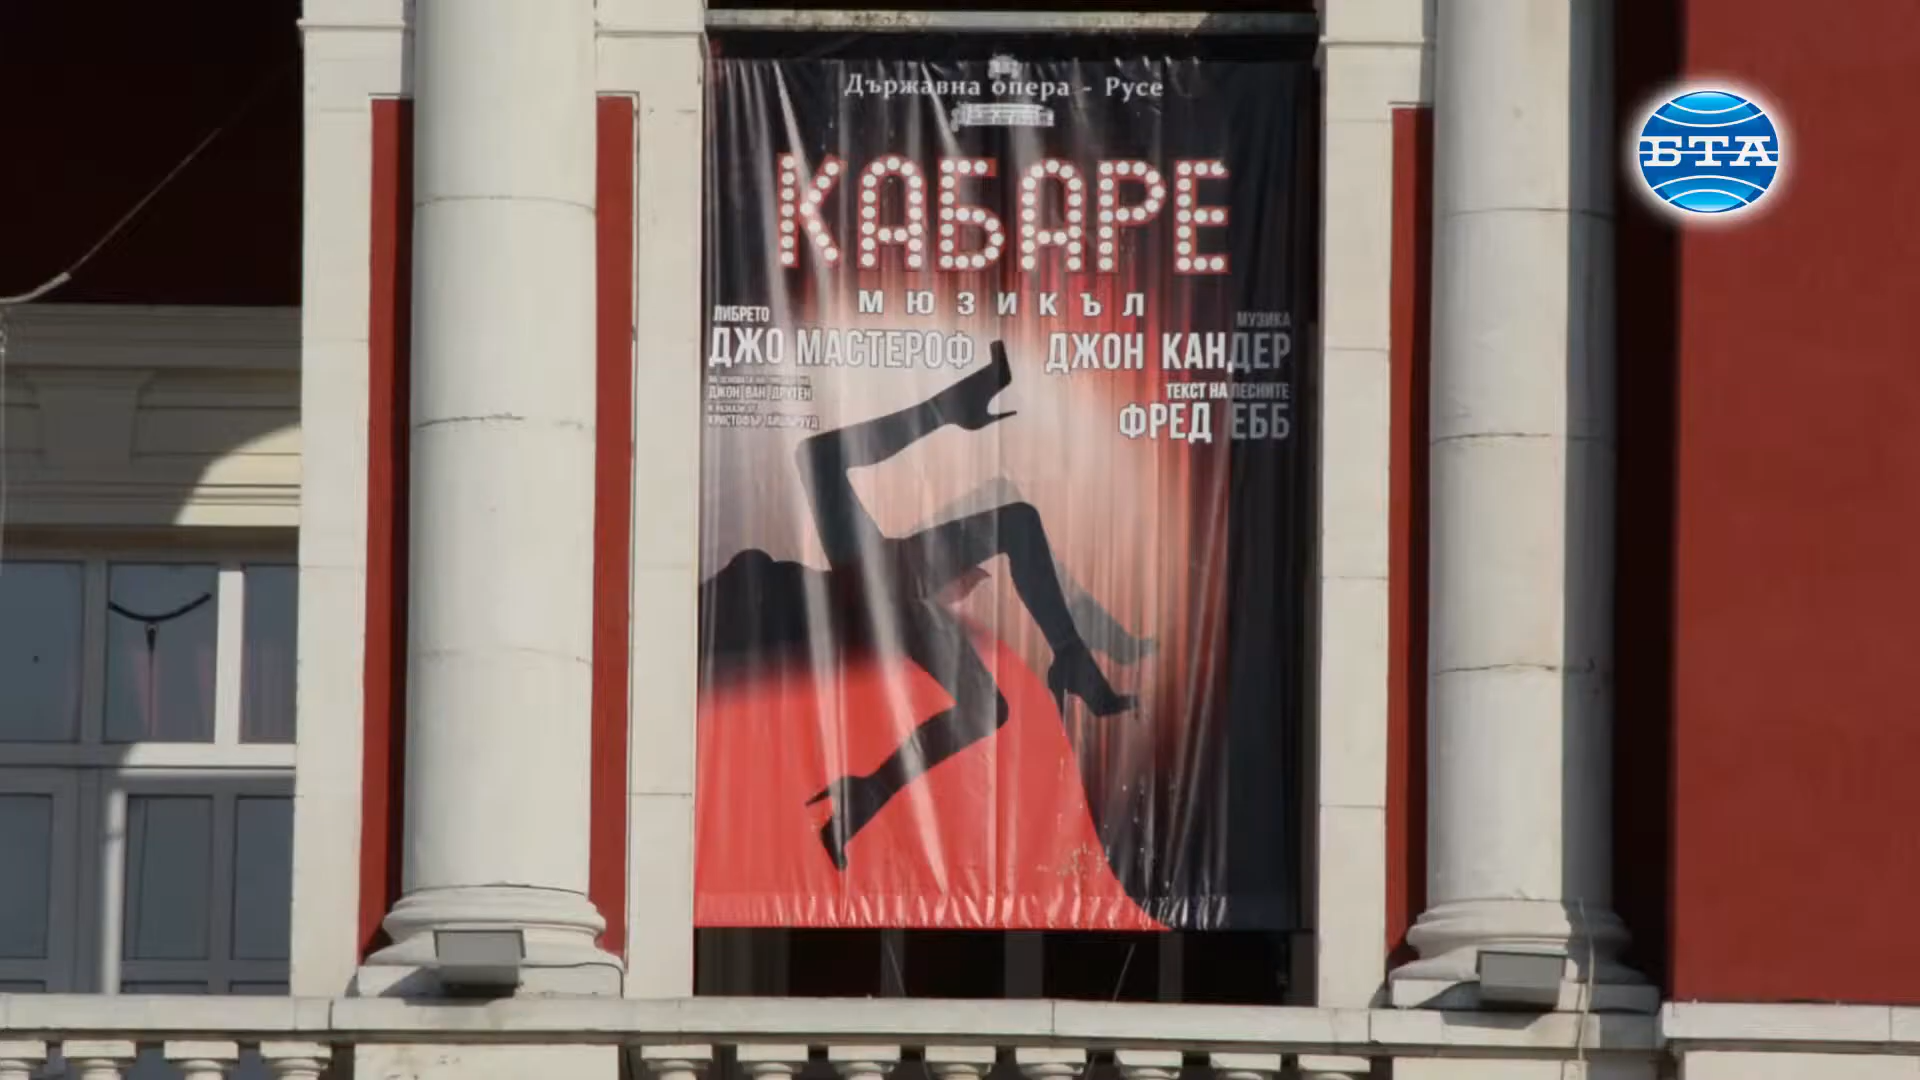 Държавна опера - Русе
КАБАРЕ
МЮЗИКЪЛ
ЛИБРЕТО
ДЖО МАСТЕРОФ
ДЖОН ВАН ДРУТЕН
МУЗИКА
ДЖОН КАНДЕР
ТЕКСТ НА ПЕСНИТЕ
ФРЕД ЕББ
БТА